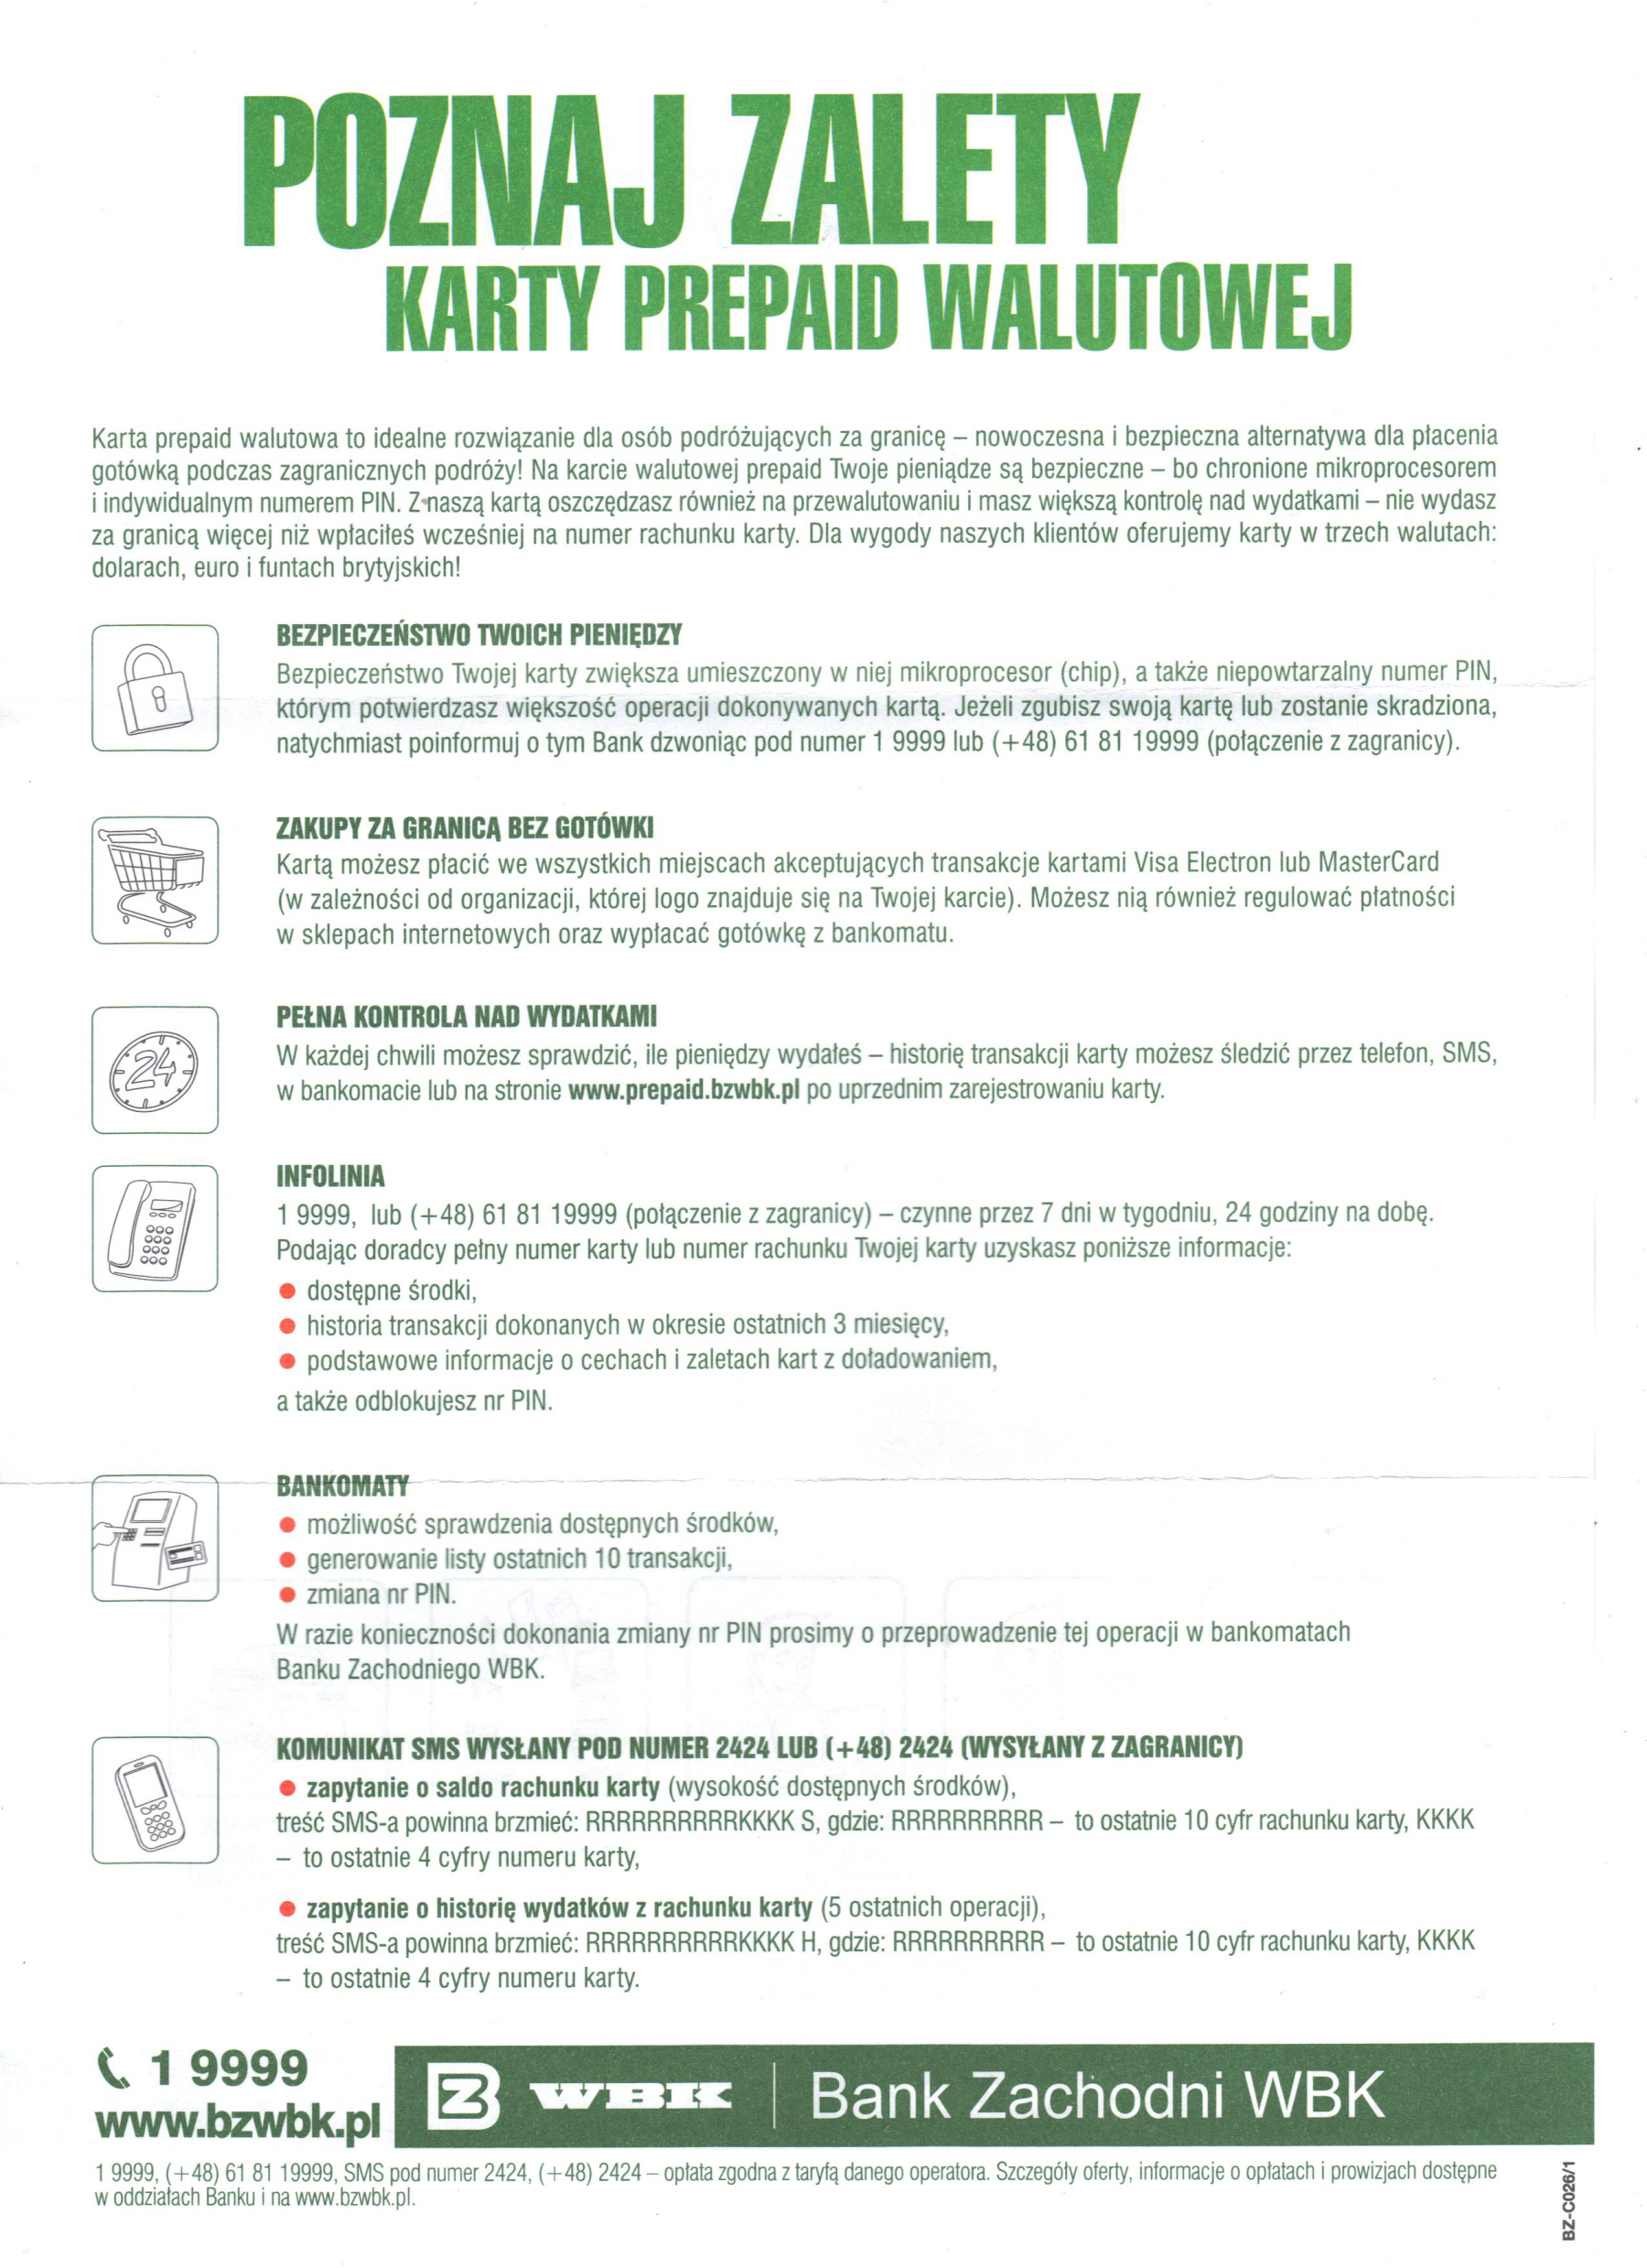 POZNAJ ZALETY
KARTY PREPAID WALUTOWEJ
Karta prepaid walutowa to idealne rozwiązanie dla osób podróżujących za granicę – nowoczesna i bezpieczna alternatywa dla płacenia
gotówką podczas zagranicznych podróży! Na karcie walutowej prepaid Twoje pieniądze są bezpieczne – bo chronione mikroprocesorem
i indywidualnym numerem PIN. Z naszą kartą oszczędzasz również na przewalutowaniu i masz większą kontrolę nad wydatkami – nie wydasz
za granicą więcej niż wpłaciłeś wcześniej na numer rachunku karty. Dla wygody naszych klientów oferujemy karty w trzech walutach:
dolarach, euro i funtach brytyjskich!
BEZPIECZEŃSTWO TWOICH PIENIĘDZY
Bezpieczeństwo Twojej karty zwiększa umieszczony w niej mikroprocesor (chip), a także niepowtarzalny numer PIN,
którym potwierdzasz większość operacji dokonywanych kartą. Jeżeli zgubisz swoją kartę lub zostanie skradziona,
natychmiast poinformuj o tym Bank dzwoniąc pod numer 1 9999 lub (+48) 61 81 19999 (połączenie z zagranicy).
ZAKUPY ZA GRANICĄ BEZ GOTÓWKI
Kartą możesz płacić we wszystkich miejscach akceptujących transakcje kartami Visa Electron lub MasterCard
(w zależności od organizacji, której logo znajduje się na Twojej karcie). Możesz nią również regulować płatności
w sklepach internetowych oraz wypłacać gotówkę z bankomatu.
24
PEŁNA KONTROLA NAD WYDATKAMI
W każdej chwili możesz sprawdzić, ile pieniędzy wydałeś – historię transakcji karty możesz śledzić przez telefon, SMS,
w bankomacie lub na stronie www.prepaid.bzwbk.pl po uprzednim zarejestrowaniu karty.
INFOLINIA
1 9999, lub (+48) 61 81 19999 (połączenie z zagranicy) – czynne przez 7 dni w tygodniu, 24 godziny na dobę.
Podając doradcy pełny numer karty lub numer rachunku Twojej karty uzyskasz poniższe informacje:
• dostępne środki,
• historia transakcji dokonanych w okresie ostatnich 3 miesięcy,
• podstawowe informacje o cechach i zaletach kart z doładowaniem,
a także odblokujesz nr PIN.
BANKOMATY
• możliwość sprawdzenia dostępnych środków,
• generowanie listy ostatnich 10 transakcji,
• zmiana nr PIN.
W razie konieczności dokonania zmiany nr PIN prosimy o przeprowadzenie tej operacji w bankomatach
Banku Zachodniego WBK.
KOMUNIKAT SMS WYSŁANY POD NUMER 2424 LUB (+48) 2424 (WYSYŁANY Z ZAGRANICY)
• zapytanie o saldo rachunku karty (wysokość dostępnych środków),
treść SMS-a powinna brzmieć: RRRRRRRRRRKKKK S, gdzie: RRRRRRRRRR – to ostatnie 10 cyfr rachunku karty, KKKK
– to ostatnie 4 cyfry numeru karty,
• zapytanie o historię wydatków z rachunku karty (5 ostatnich operacji),
treść SMS-a powinna brzmieć: RRRRRRRRRRKKKK H, gdzie: RRRRRRRRRR – to ostatnie 10 cyfr rachunku karty, KKKK
– to ostatnie 4 cyfry numeru karty.
1 9999
www.bzwbk.pl
B WBK | Bank Zachodni WBK
1 9999, (+48) 61 81 19999, SMS pod numer 2424, (+48) 2424 – opłata zgodna z taryfą danego operatora. Szczegóły oferty, informacje o opłatach i prowizjach dostępne
w oddziałach Banku i na www.bzwbk.pl.
BZ-C026/1